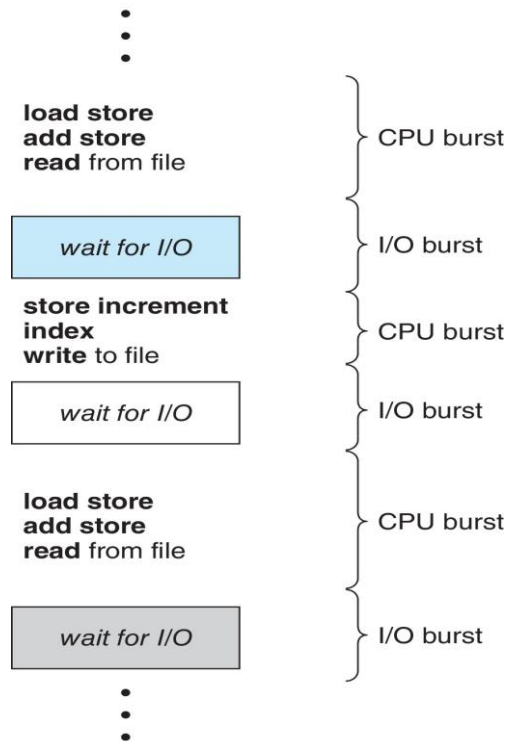 load store
add store
read from file
CPU burst
wait for I/O
I/O burst
store increment
index
write to file
CPU burst
wait for I/O
I/O burst
load store
add store
read from file
CPU burst
wait for I/O
I/O burst